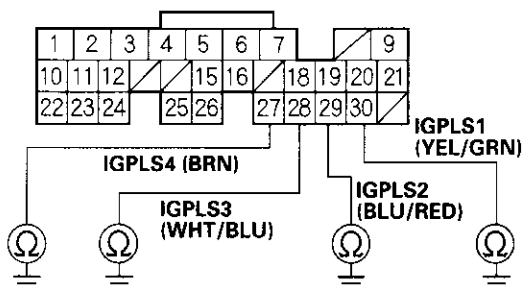 1 2 3 4 5 6 7 9
10 11 12 15 16 18 19 20 21
22 23 24 25 26 27 28 29 30
IGPLS1
(YEL/GRN)
IGPLS4 (BRN)
IGPLS2
(BLU/RED)
IGPLS3
(WHT/BLU)
Ω Ω Ω Ω